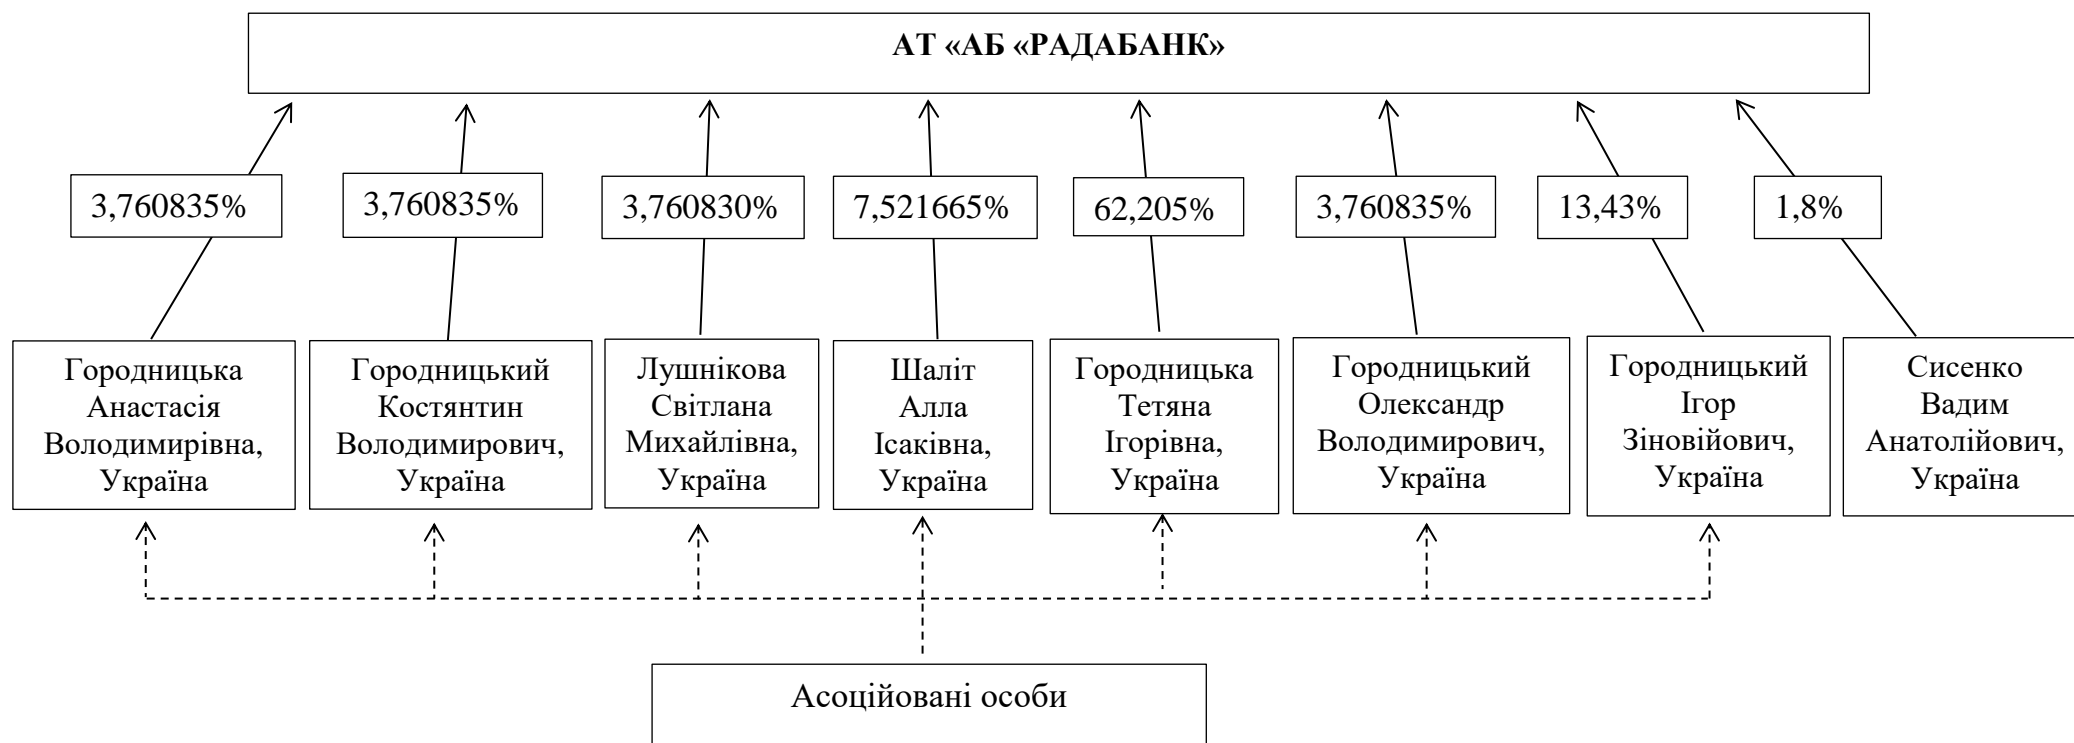 АТ «АБ «РАДАБАНК»
3,760835%
3,760835%
3,760830%
7,521665%
62,205%
3,760835%
13,43%
1,8%
Городницька
Анастасія
Володимирівна,
Україна
Городницький
Костянтин
Володимирович,
Україна
Лушнікова
Світлана
Михайлівна,
Україна
Шаліт
Алла
Ісаківна,
Україна
Городницька
Тетяна
Ігорівна,
Україна
Городницький
Олександр
Володимирович,
Україна
Городницький
Ігор
Зіновійович,
Україна
Сисенко
Вадим
Анатолійович,
Україна
Асоційовані особи